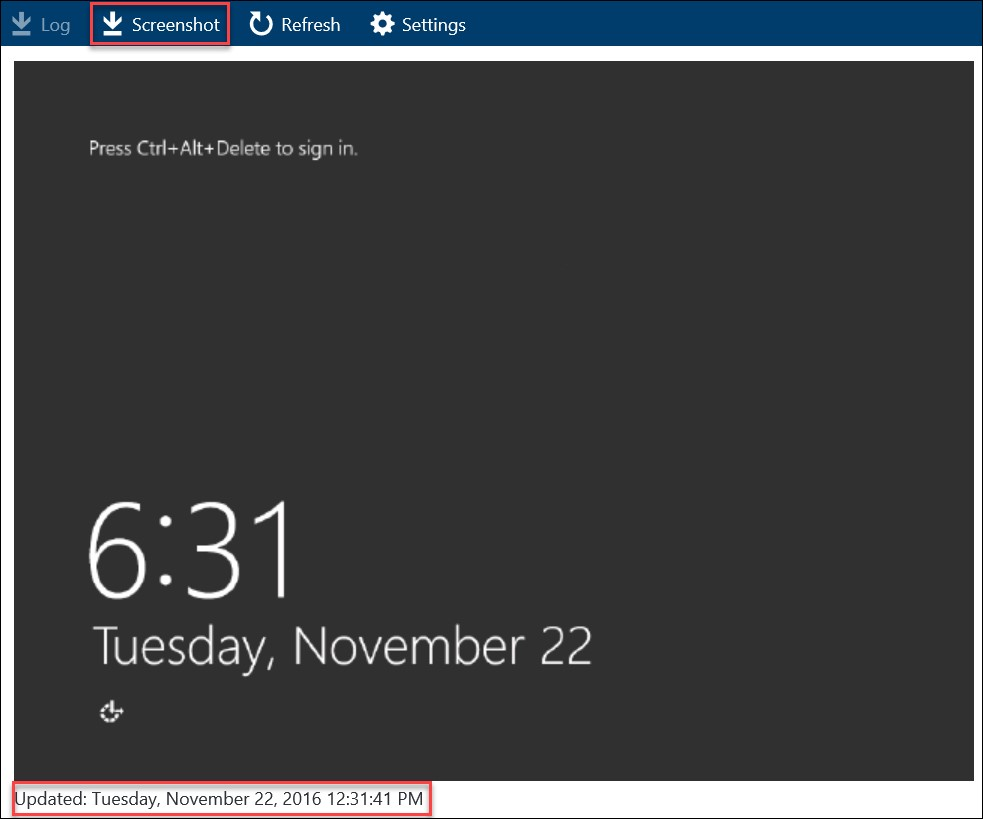 Log Screenshot Refresh Settings
Press Ctrl+Alt+Delete to sign in.
6:31
Tuesday, November 22
Updated: Tuesday, November 22, 2016 12:31:41 PM